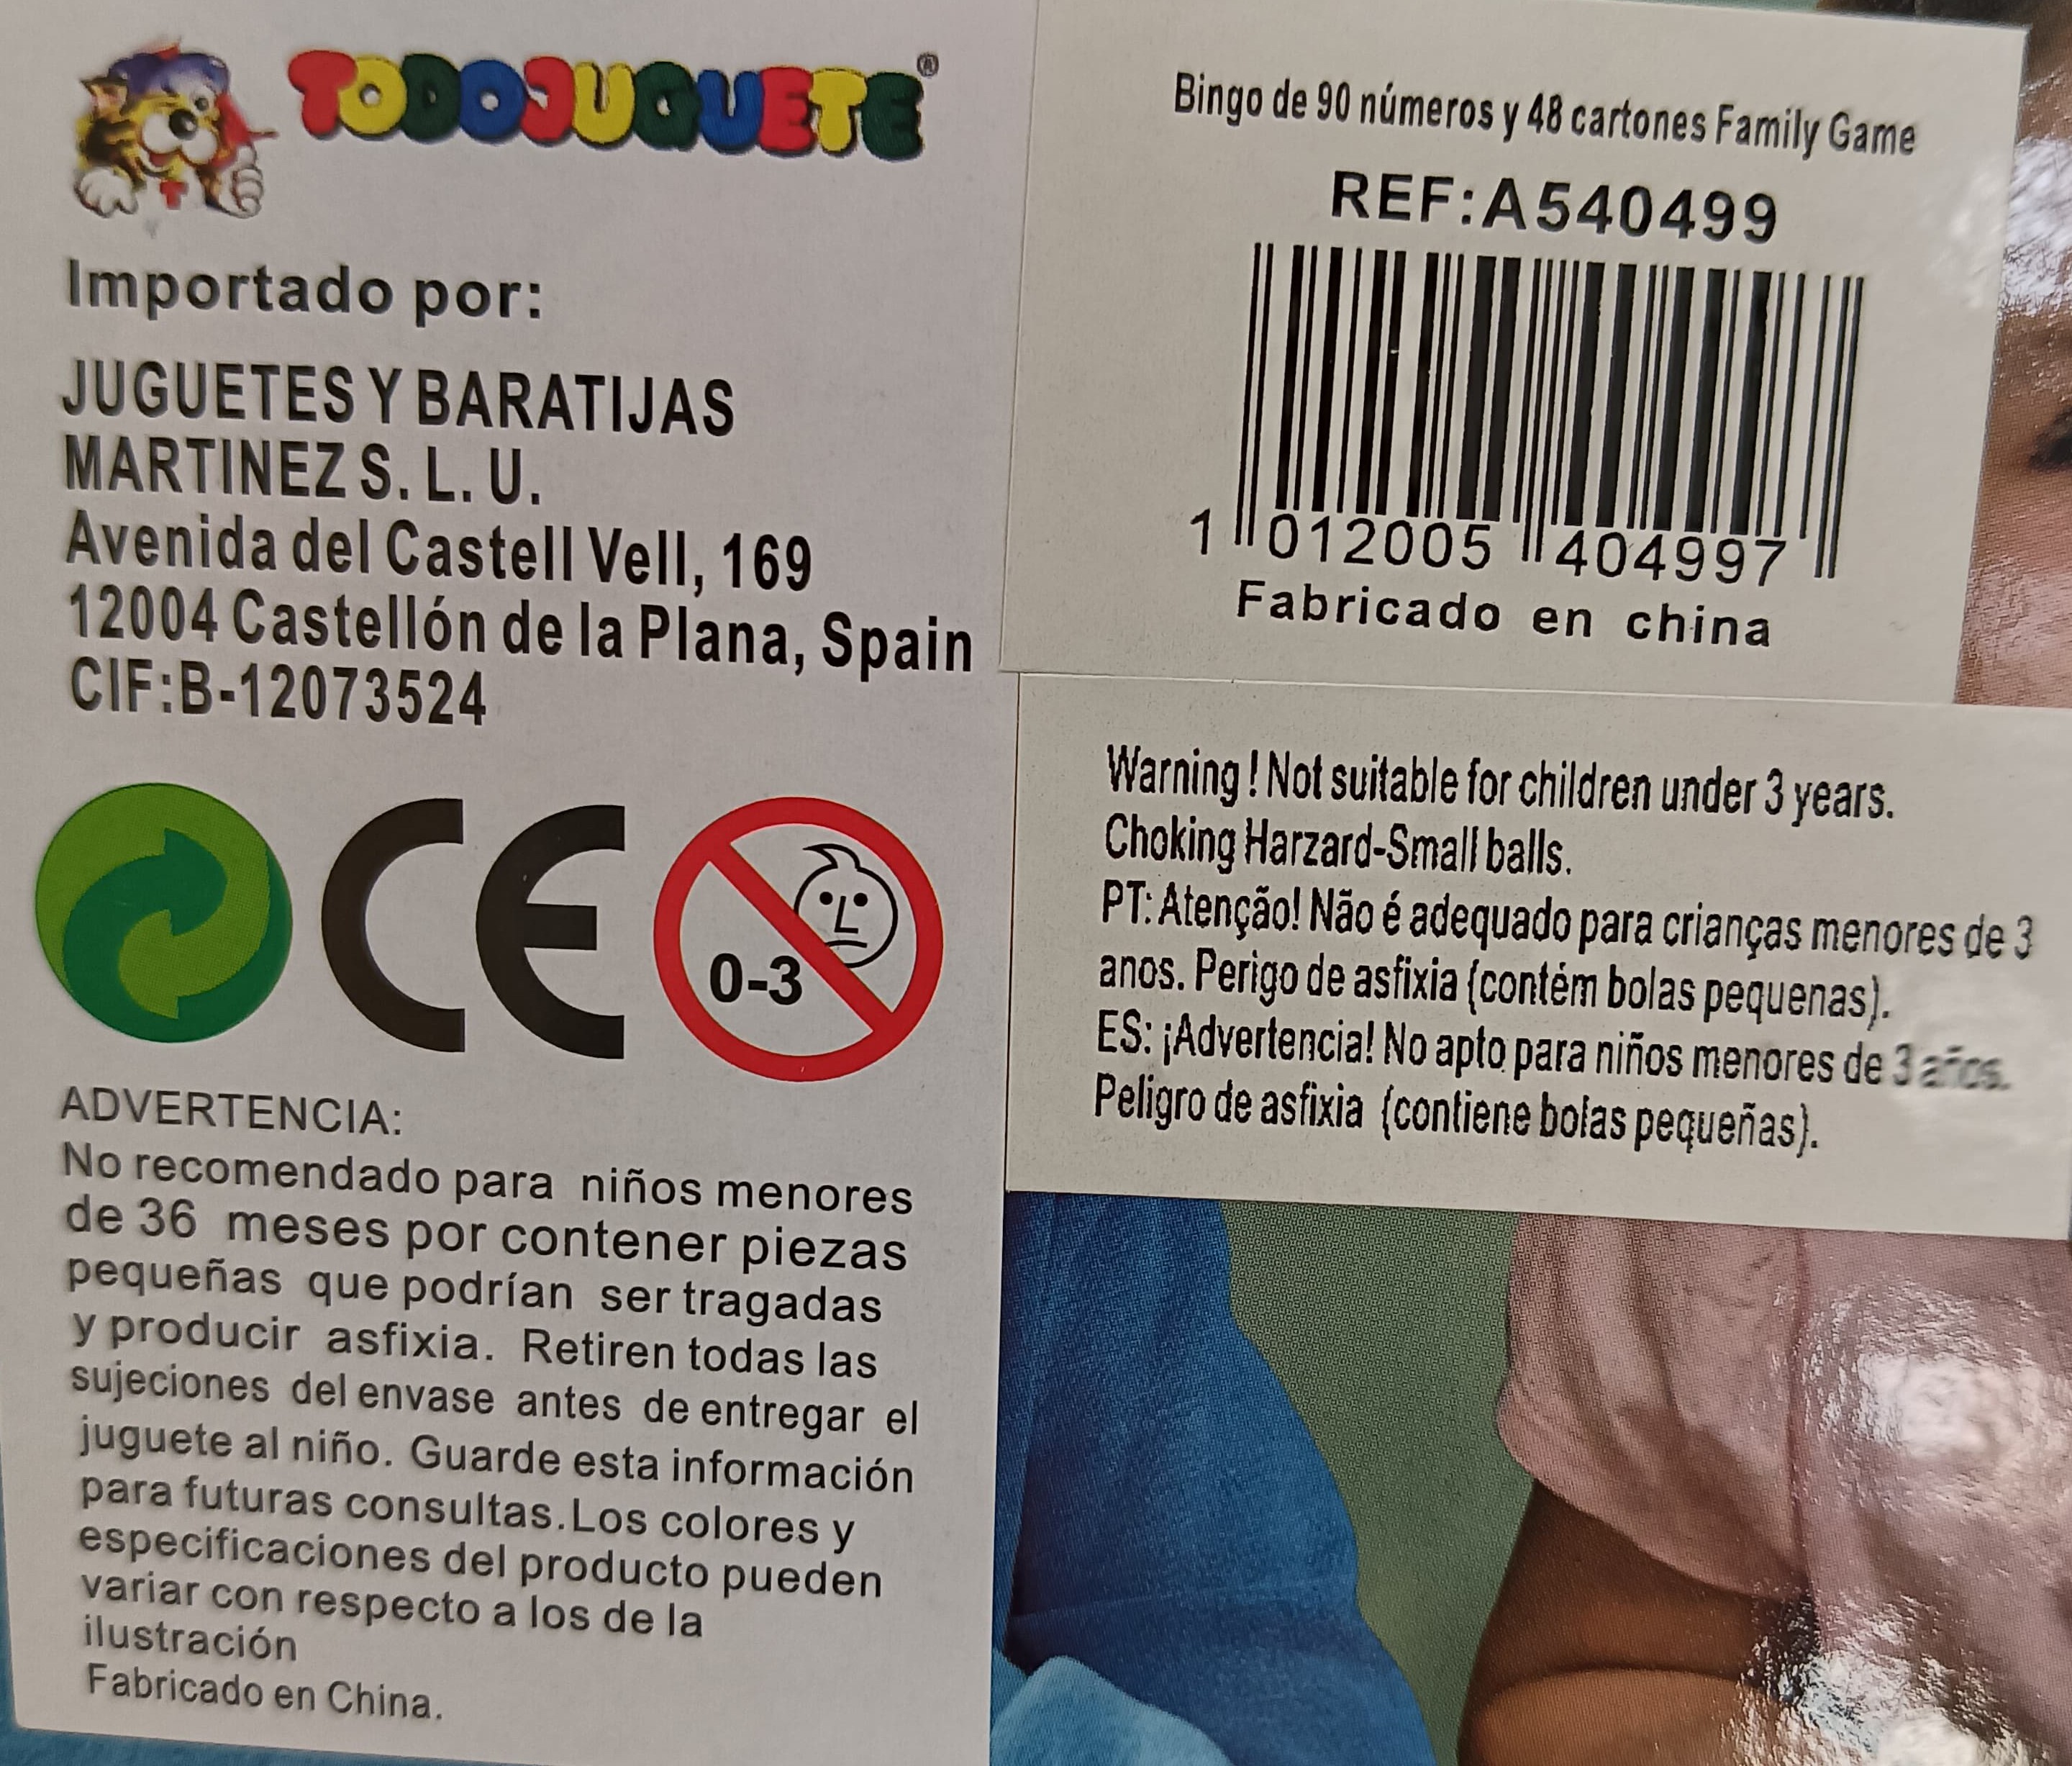 TODOJUGUETE®
Importado por:
JUGUETES Y BARATIJAS
MARTINEZ S. L. U.
Avenida del Castell Vell, 169
12004 Castellón de la Plana, Spain
CIF:B-12073524
CE
0-3
ADVERTENCIA:
No recomendado para niños menores
de 36 meses por contener piezas
pequeñas que podrían ser tragadas
y producir asfixia. Retiren todas las
sujeciones del envase antes de entregar el
juguete al niño. Guarde esta información
para futuras consultas.Los colores y
especificaciones del producto pueden
variar con respecto a los de la
ilustración
Fabricado en China.
Bingo de 90 números y 48 cartones Family Game
REF:A540499
1 012005 404997
Fabricado en china
Warning ! Not suitable for children under 3 years.
Choking Harzard-Small balls.
PT: Atenção! Não é adequado para crianças menores de 3
anos. Perigo de asfixia (contém bolas pequenas).
ES: ¡Advertencia! No apto para niños menores de 3 años.
Peligro de asfixia (contiene bolas pequeñas).